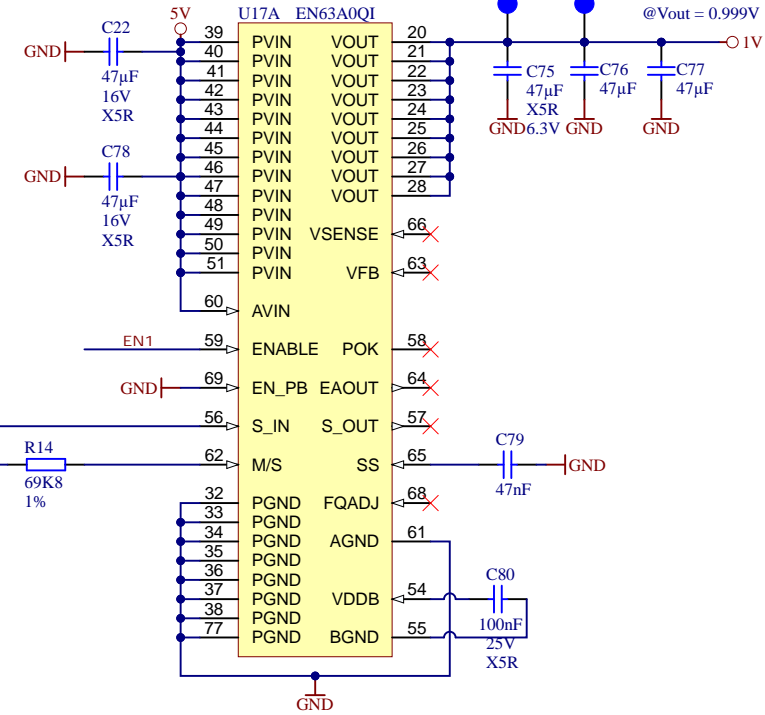 5V
U17A EN63A0QI
@Vout = 0.999V
C22
GND
47µF
16V
X5R
C78
GND
47µF
16V
X5R
39 PVIN VOUT 20
40 PVIN VOUT 21
41 PVIN VOUT 22
42 PVIN VOUT 23
43 PVIN VOUT 24
44 PVIN VOUT 25
45 PVIN VOUT 26
46 PVIN VOUT 27
47 PVIN VOUT 28
48 PVIN
49 PVIN VSENSE 66
50 PVIN
51 PVIN VFB 63
60 AVIN
EN1 59 ENABLE POK 58
GND 69 EN_PB EAOUT 64
56 S_IN S_OUT 57
R14
69K8
1%
62 M/S SS 65
32 PGND FQADJ 68
33 PGND
34 PGND AGND 61
35 PGND
36 PGND
37 PGND VDDB 54
38 PGND
77 PGND BGND 55
GND
1V
C75
47µF
X5R
6.3V
GND
C76
47µF
GND
C77
47µF
GND
C79
47nF
GND
C80
100nF
25V
X5R